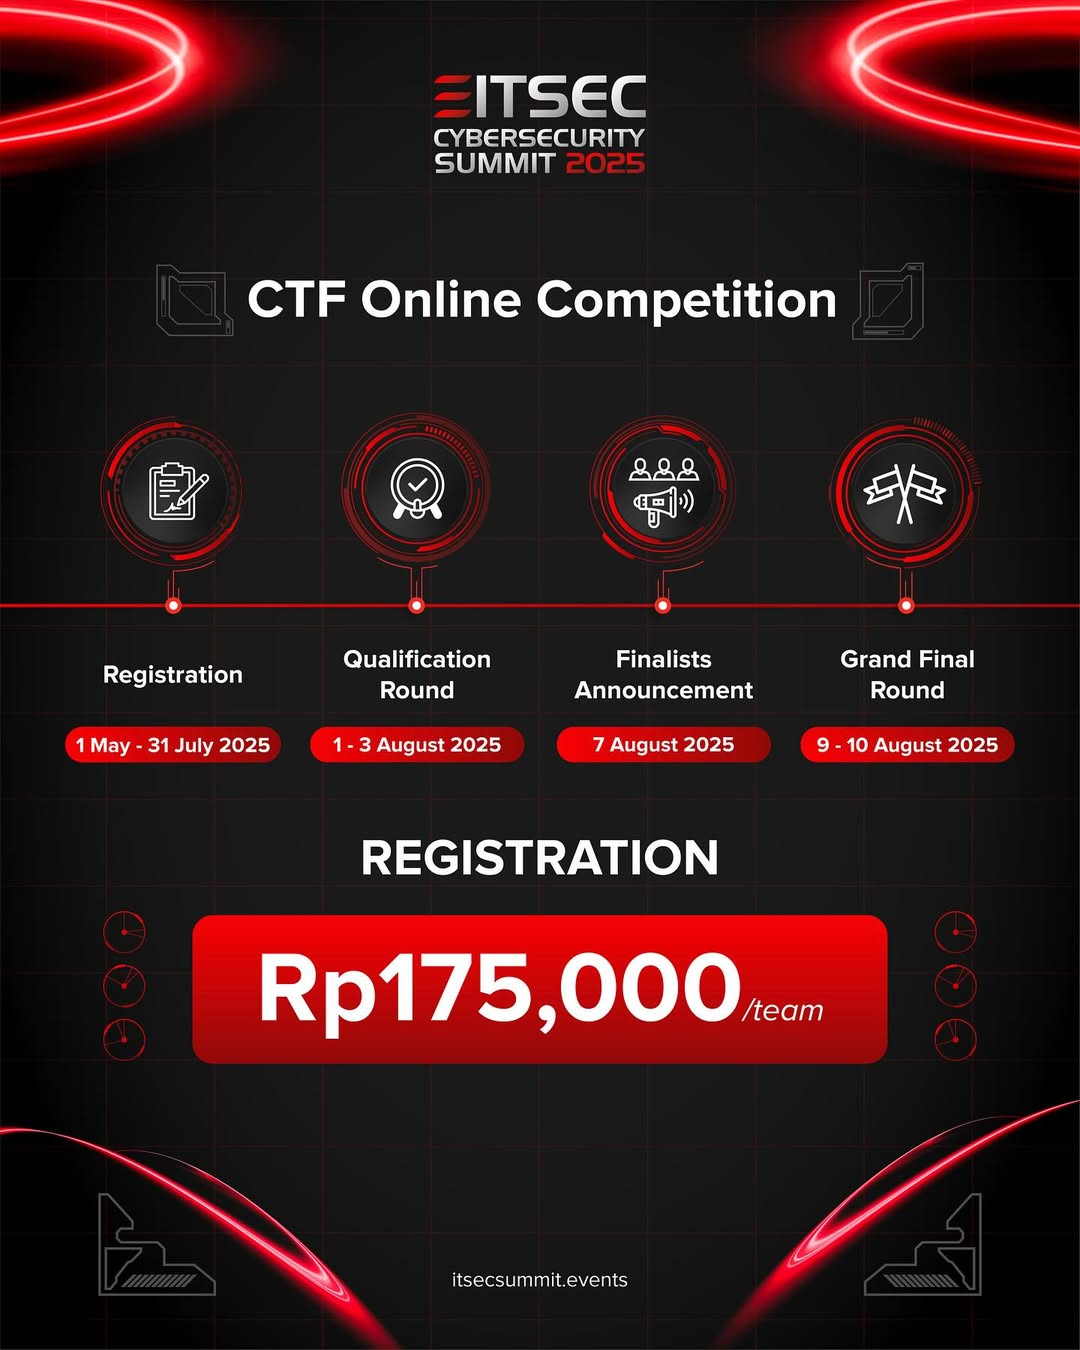 ITSEC
CYBERSECURITY
SUMMIT 2025
CTF Online Competition
Registration
1 May - 31 July 2025
Qualification
Round
1 - 3 August 2025
Finalists
Announcement
7 August 2025
Grand Final
Round
9 - 10 August 2025
REGISTRATION
Rp175,000/team
itsecsummit.events